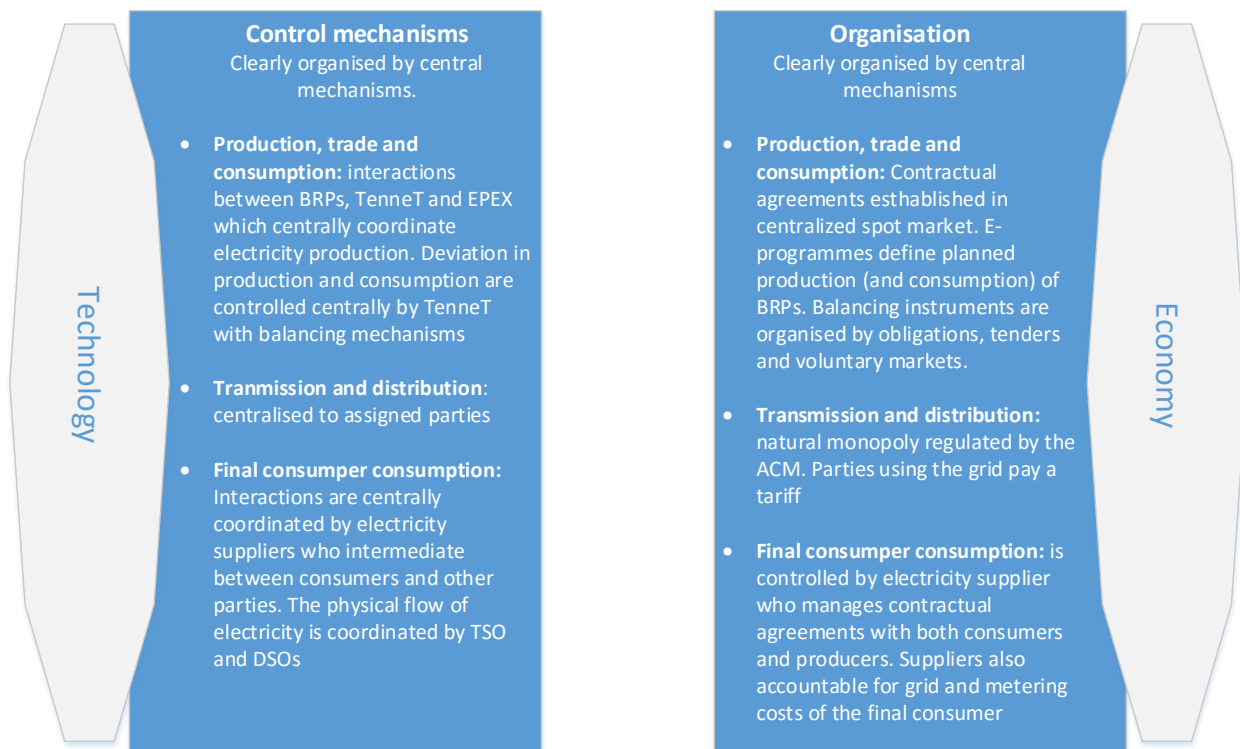 Technology
Control mechanisms
Clearly organised by central
mechanisms.
• Production, trade and
consumption: interactions
between BRPs, TenneT and EPEX
which centrally coordinate
electricity production. Deviation in
production and consumption are
controlled centrally by TenneT
with balancing mechanisms
• Tranmission and distribution:
centralised to assigned parties
• Final consumper consumption:
Interactions are centrally
coordinated by electricity
suppliers who intermediate
between consumers and other
parties. The physical flow of
electricity is coordinated by TSO
and DSOs
Organisation
Clearly organised by central
mechanisms
• Production, trade and
consumption: Contractual
agreements esthablished in
centralized spot market. E-
programmes define planned
production (and consumption) of
BRPs. Balancing instruments are
organised by obligations, tenders
and voluntary markets.
• Transmission and distribution:
natural monopoly regulated by the
ACM. Parties using the grid pay a
tariff
• Final consumper consumption: is
controlled by electricity supplier
who manages contractual
agreements with both consumers
and producers. Suppliers also
accountable for grid and metering
costs of the final consumer
Economy